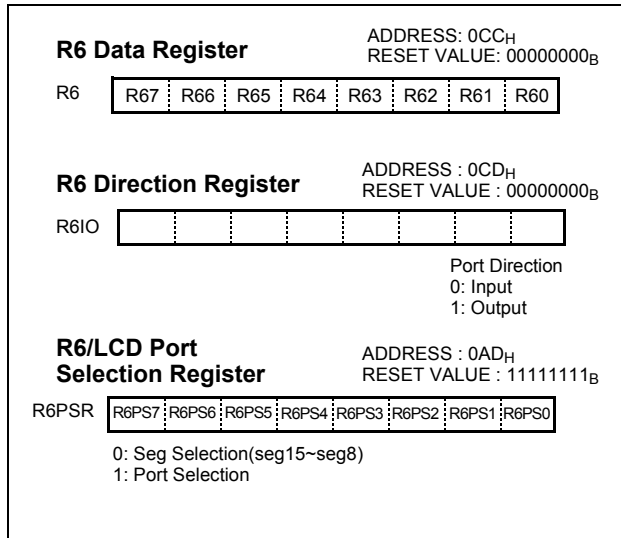 R6 Data Register
ADDRESS: 0CCH
RESET VALUE: 00000000B
R6
R67 R66 R65 R64 R63 R62 R61 R60
R6 Direction Register
ADDRESS : 0CDH
RESET VALUE : 00000000B
R6IO
Port Direction
0: Input
1: Output
R6/LCD Port
Selection Register
ADDRESS : 0ADH
RESET VALUE : 11111111B
R6PSR
R6PS7 R6PS6 R6PS5 R6PS4 R6PS3 R6PS2 R6PS1 R6PS0
0: Seg Selection(seg15~seg8)
1: Port Selection